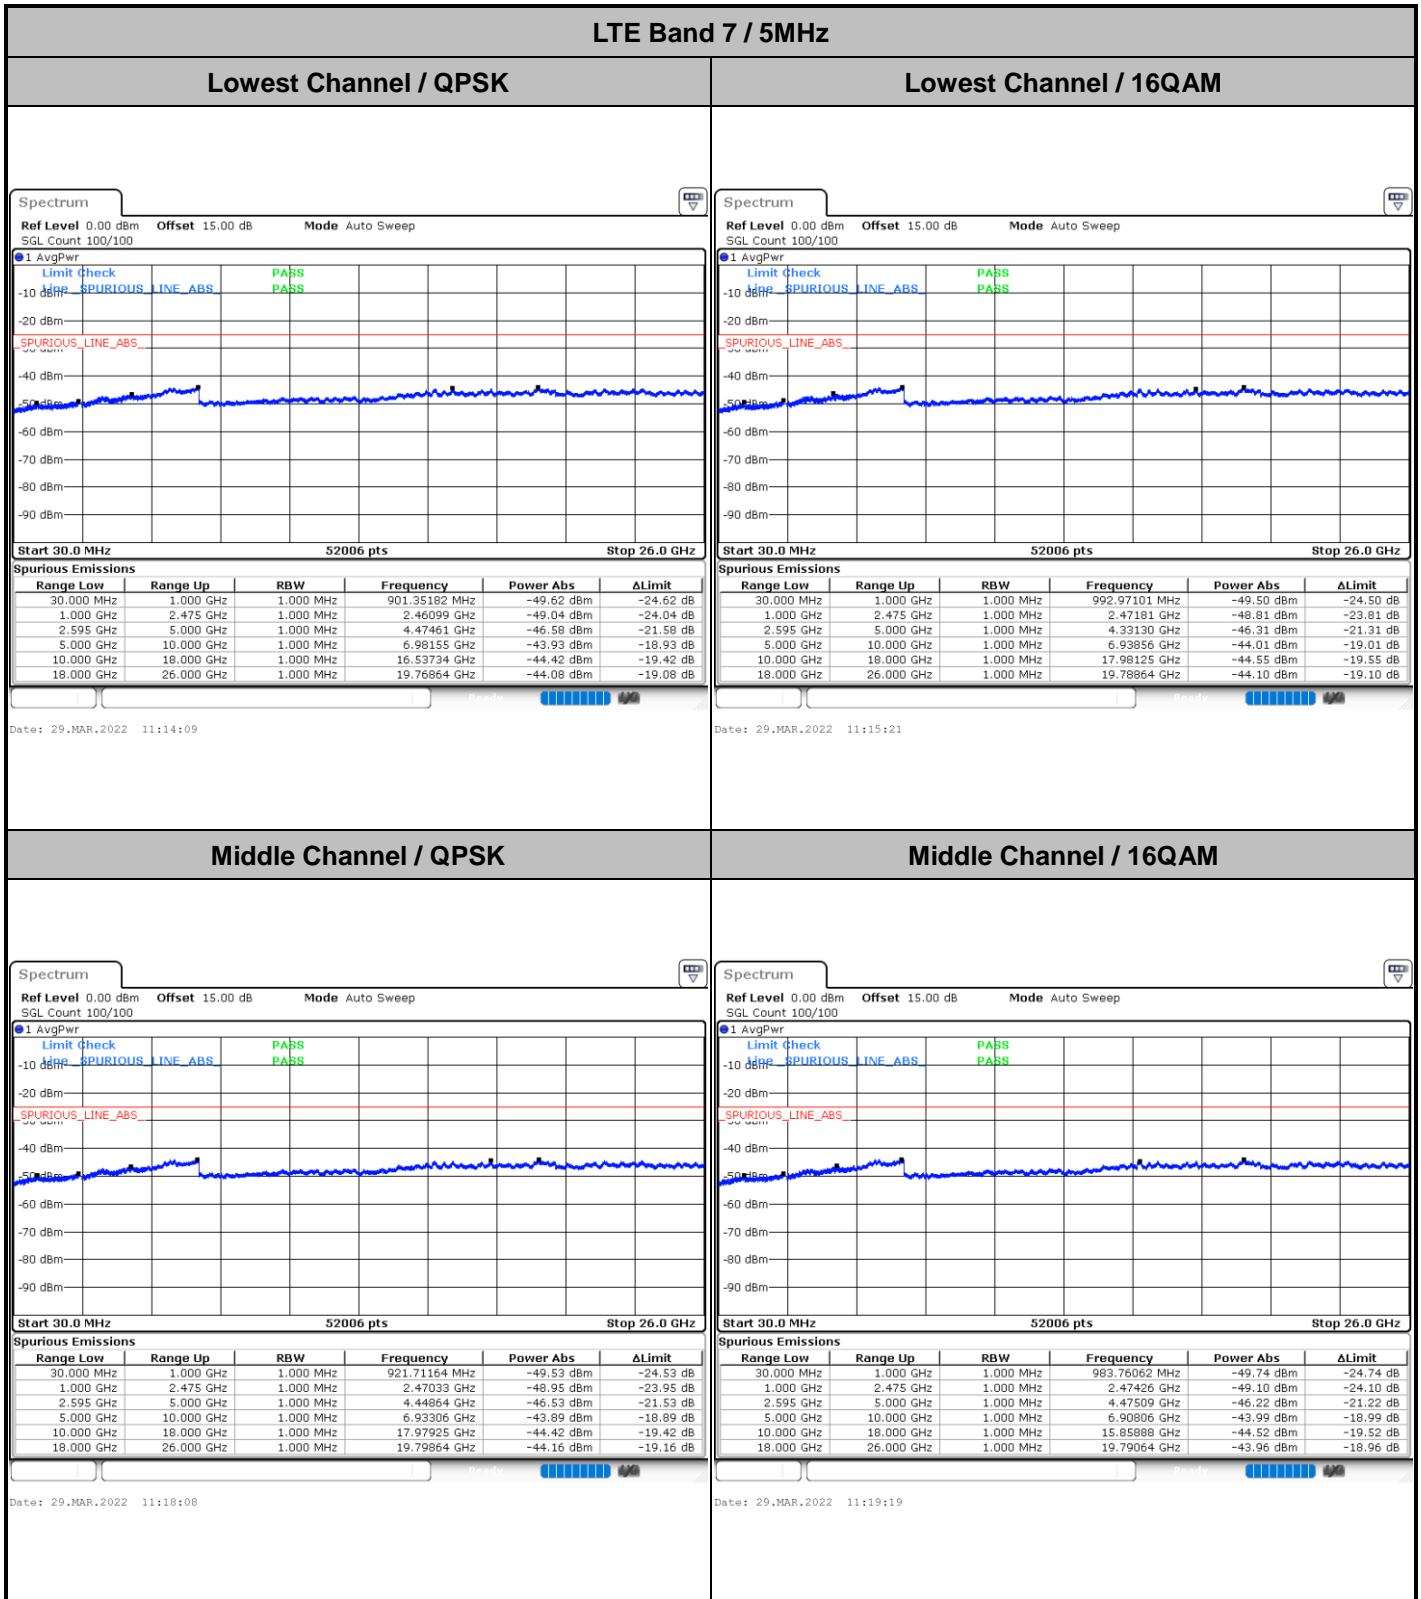 LTE Band 7 / 5MHz
Lowest Channel / QPSK
Lowest Channel / 16QAM
Spectrum
Ref Level 0.00 dBm Offset 15.00 dB Mode Auto Sweep
SGL Count 100/100
1 AvgPwr
Limit Check PASS
Line _SPURIOUS_LINE_ABS_ PASS
-10 dBm
-20 dBm
_SPURIOUS_LINE_ABS_
-30 dBm
-40 dBm
-50 dBm
-60 dBm
-70 dBm
-80 dBm
-90 dBm
Start 30.0 MHz 52006 pts Stop 26.0 GHz
Spurious Emissions
Range Low Range Up RBW Frequency Power Abs ΔLimit
30.000 MHz 1.000 GHz 1.000 MHz 901.35182 MHz -49.62 dBm -24.62 dB
1.000 GHz 2.475 GHz 1.000 MHz 2.46099 GHz -49.04 dBm -24.04 dB
2.595 GHz 5.000 GHz 1.000 MHz 4.47461 GHz -46.58 dBm -21.58 dB
5.000 GHz 10.000 GHz 1.000 MHz 6.98155 GHz -43.93 dBm -18.93 dB
10.000 GHz 18.000 GHz 1.000 MHz 16.53734 GHz -44.42 dBm -19.42 dB
18.000 GHz 26.000 GHz 1.000 MHz 19.76864 GHz -44.08 dBm -19.08 dB
Ready
Date: 29.MAR.2022 11:14:09
Spectrum
Ref Level 0.00 dBm Offset 15.00 dB Mode Auto Sweep
SGL Count 100/100
1 AvgPwr
Limit Check PASS
Line _SPURIOUS_LINE_ABS_ PASS
-10 dBm
-20 dBm
_SPURIOUS_LINE_ABS_
-30 dBm
-40 dBm
-50 dBm
-60 dBm
-70 dBm
-80 dBm
-90 dBm
Start 30.0 MHz 52006 pts Stop 26.0 GHz
Spurious Emissions
Range Low Range Up RBW Frequency Power Abs ΔLimit
30.000 MHz 1.000 GHz 1.000 MHz 992.97101 MHz -49.50 dBm -24.50 dB
1.000 GHz 2.475 GHz 1.000 MHz 2.47181 GHz -48.81 dBm -23.81 dB
2.595 GHz 5.000 GHz 1.000 MHz 4.33130 GHz -46.31 dBm -21.31 dB
5.000 GHz 10.000 GHz 1.000 MHz 6.93856 GHz -44.01 dBm -19.01 dB
10.000 GHz 18.000 GHz 1.000 MHz 17.98125 GHz -44.55 dBm -19.55 dB
18.000 GHz 26.000 GHz 1.000 MHz 19.78864 GHz -44.10 dBm -19.10 dB
Ready
Date: 29.MAR.2022 11:15:21
Middle Channel / QPSK
Middle Channel / 16QAM
Spectrum
Ref Level 0.00 dBm Offset 15.00 dB Mode Auto Sweep
SGL Count 100/100
1 AvgPwr
Limit Check PASS
Line _SPURIOUS_LINE_ABS_ PASS
-10 dBm
-20 dBm
_SPURIOUS_LINE_ABS_
-30 dBm
-40 dBm
-50 dBm
-60 dBm
-70 dBm
-80 dBm
-90 dBm
Start 30.0 MHz 52006 pts Stop 26.0 GHz
Spurious Emissions
Range Low Range Up RBW Frequency Power Abs ΔLimit
30.000 MHz 1.000 GHz 1.000 MHz 921.71164 MHz -49.53 dBm -24.53 dB
1.000 GHz 2.475 GHz 1.000 MHz 2.47033 GHz -48.95 dBm -23.95 dB
2.595 GHz 5.000 GHz 1.000 MHz 4.44864 GHz -46.53 dBm -21.53 dB
5.000 GHz 10.000 GHz 1.000 MHz 6.93306 GHz -43.89 dBm -18.89 dB
10.000 GHz 18.000 GHz 1.000 MHz 17.97925 GHz -44.42 dBm -19.42 dB
18.000 GHz 26.000 GHz 1.000 MHz 19.79864 GHz -44.16 dBm -19.16 dB
Ready
Date: 29.MAR.2022 11:18:08
Spectrum
Ref Level 0.00 dBm Offset 15.00 dB Mode Auto Sweep
SGL Count 100/100
1 AvgPwr
Limit Check PASS
Line _SPURIOUS_LINE_ABS_ PASS
-10 dBm
-20 dBm
_SPURIOUS_LINE_ABS_
-30 dBm
-40 dBm
-50 dBm
-60 dBm
-70 dBm
-80 dBm
-90 dBm
Start 30.0 MHz 52006 pts Stop 26.0 GHz
Spurious Emissions
Range Low Range Up RBW Frequency Power Abs ΔLimit
30.000 MHz 1.000 GHz 1.000 MHz 983.76062 MHz -49.74 dBm -24.74 dB
1.000 GHz 2.475 GHz 1.000 MHz 2.47426 GHz -49.10 dBm -24.10 dB
2.595 GHz 5.000 GHz 1.000 MHz 4.47509 GHz -46.22 dBm -21.22 dB
5.000 GHz 10.000 GHz 1.000 MHz 6.90806 GHz -43.99 dBm -18.99 dB
10.000 GHz 18.000 GHz 1.000 MHz 15.85888 GHz -44.52 dBm -19.52 dB
18.000 GHz 26.000 GHz 1.000 MHz 19.79064 GHz -43.96 dBm -18.96 dB
Ready
Date: 29.MAR.2022 11:19:19